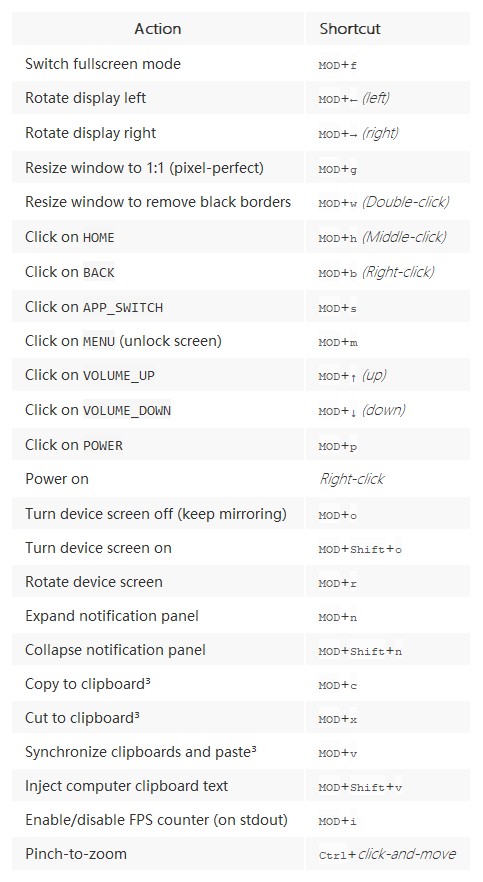 Action Shortcut
Switch fullscreen mode MOD+f
Rotate display left MOD+← (left)
Rotate display right MOD+→ (right)
Resize window to 1:1 (pixel-perfect) MOD+g
Resize window to remove black borders MOD+w (Double-click)
Click on HOME MOD+h (Middle-click)
Click on BACK MOD+b (Right-click)
Click on APP_SWITCH MOD+s
Click on MENU (unlock screen) MOD+m
Click on VOLUME_UP MOD+↑ (up)
Click on VOLUME_DOWN MOD+↓ (down)
Click on POWER MOD+p
Power on Right-click
Turn device screen off (keep mirroring) MOD+o
Turn device screen on MOD+Shift+o
Rotate device screen MOD+r
Expand notification panel MOD+n
Collapse notification panel MOD+Shift+n
Copy to clipboard³ MOD+c
Cut to clipboard³ MOD+x
Synchronize clipboards and paste³ MOD+v
Inject computer clipboard text MOD+Shift+v
Enable/disable FPS counter (on stdout) MOD+i
Pinch-to-zoom Ctrl+click-and-move